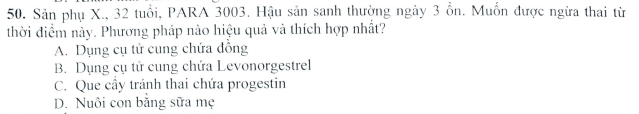 50. Sản phụ X., 32 tuổi, PARA 3003. Hậu sản sanh thường ngày 3 ổn. Muốn được ngừa thai từ
thời điểm này. Phương pháp nào hiệu quả và thích hợp nhất?
A. Dụng cụ tử cung chứa đồng
B. Dụng cụ tử cung chứa Levonorgestrel
C. Que cấy tránh thai chứa progestin
D. Nuôi con bằng sữa mẹ